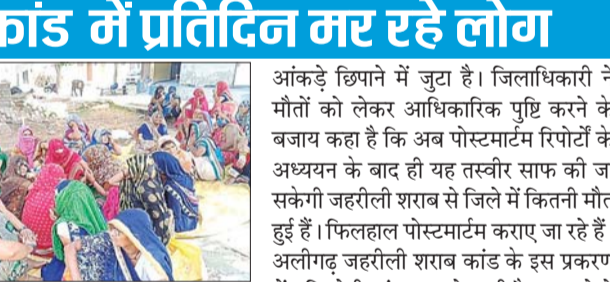 कांड में प्रतिदिन मर रहे लोग
आंकड़े छिपाने में जुटा है। जिलाधिकारी ने
मौतों को लेकर आधिकारिक पुष्टि करने के
बजाय कहा है कि अब पोस्टमार्टम रिपोर्टों के
अध्ययन के बाद ही यह तस्वीर साफ की ज
सकेगी जहरीली शराब से जिले में कितनी मौत
हुई हैं। फिलहाल पोस्टमार्टम कराए जा रहे हैं
अलीगढ़ जहरीली शराब कांड के इस प्रकरण